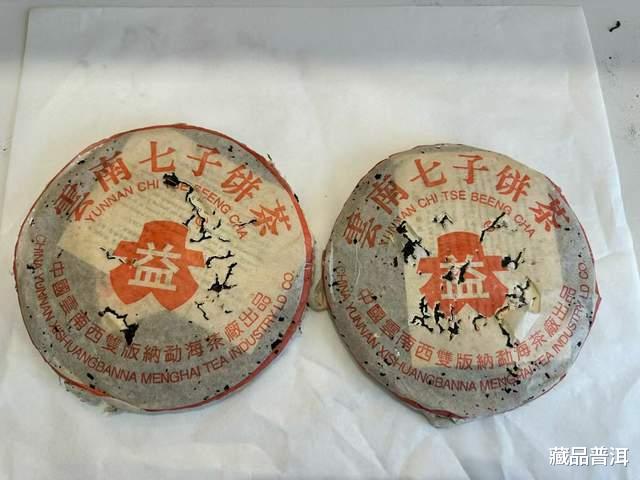 雲南七子饼茶
YUNNAN CHI TSE BEENG CHA
益
中國雲南西雙版納勐海茶廠出品
CHINA YUNNAN XISHUANGBANNA MENGHAI TEA INDUSTRY LD CO.
雲南七子饼茶
YUNNAN CHI TSE BEENG CHA
益
中國雲南西雙版納勐海茶廠出品
CHINA YUNNAN XISHUANGBANNA MENGHAI TEA INDUSTRY LD CO.
藏品普洱